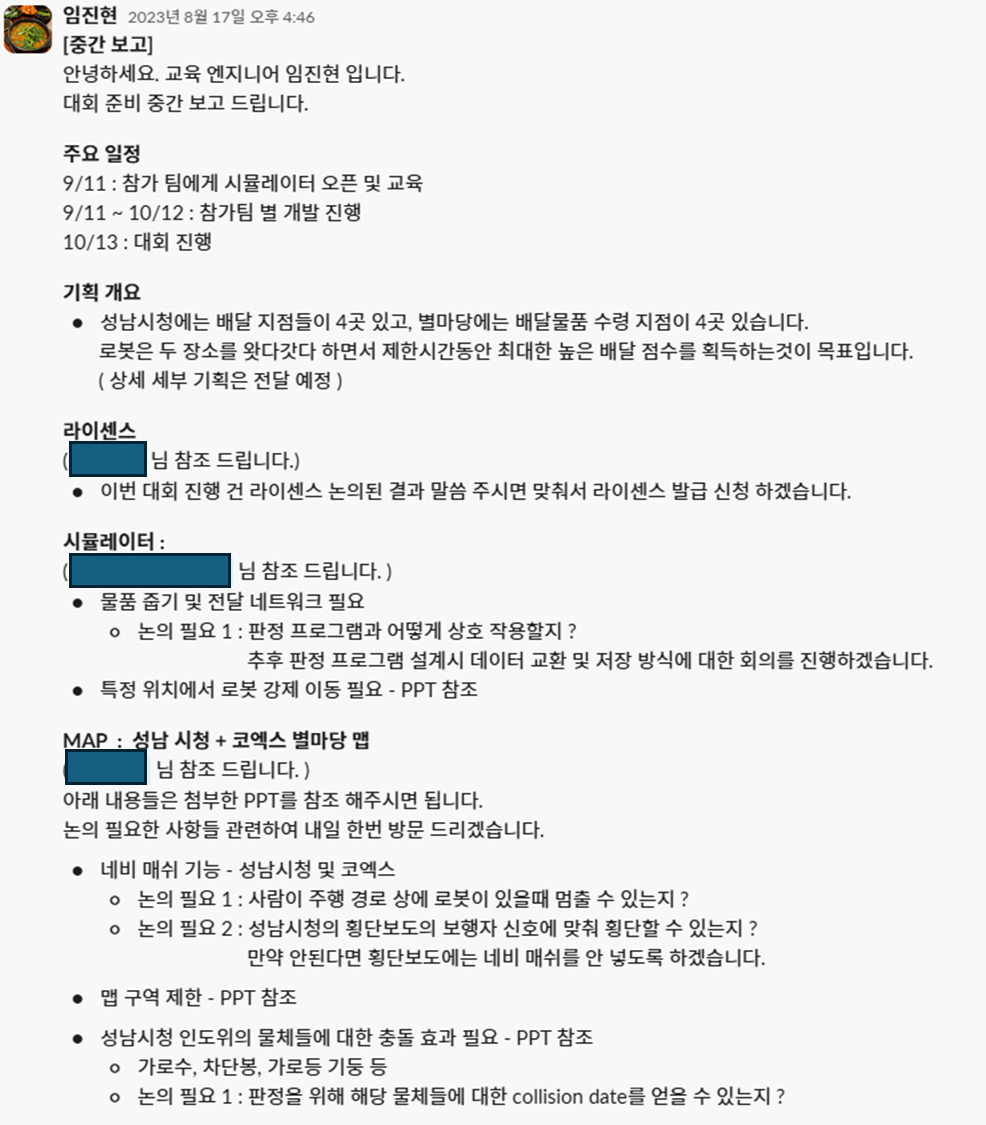 임진현 2023년 8월 17일 오후 4:46
[중간 보고]
안녕하세요. 교육 엔지니어 임진현 입니다.
대회 준비 중간 보고 드립니다.
주요 일정
9/11 : 참가 팀에게 시뮬레이터 오픈 및 교육
9/11 ~ 10/12 : 참가팀 별 개발 진행
10/13 : 대회 진행
기획 개요
● 성남시청에는 배달 지점들이 4곳 있고, 별마당에는 배달물품 수령 지점이 4곳 있습니다.
로봇은 두 장소를 왓다갓다 하면서 제한시간동안 최대한 높은 배달 점수를 획득하는것이 목표입니다.
( 상세 세부 기획은 전달 예정 )
라이센스
( 님 참조 드립니다.)
● 이번 대회 진행 건 라이센스 논의된 결과 말씀 주시면 맞춰서 라이센스 발급 신청 하겠습니다.
시뮬레이터 :
( 님 참조 드립니다. )
● 물품 줍기 및 전달 네트워크 필요
○ 논의 필요 1 : 판정 프로그램과 어떻게 상호 작용할지 ?
추후 판정 프로그램 설계시 데이터 교환 및 저장 방식에 대한 회의를 진행하겠습니다.
● 특정 위치에서 로봇 강제 이동 필요 - PPT 참조
MAP : 성남 시청 + 코엑스 별마당 맵
( 님 참조 드립니다. )
아래 내용들은 첨부한 PPT를 참조 해주시면 됩니다.
논의 필요한 사항들 관련하여 내일 한번 방문 드리겠습니다.
● 네비 매쉬 기능 - 성남시청 및 코엑스
○ 논의 필요 1 : 사람이 주행 경로 상에 로봇이 있을때 멈출 수 있는지 ?
○ 논의 필요 2 : 성남시청의 횡단보도의 보행자 신호에 맞춰 횡단할 수 있는지 ?
만약 안된다면 횡단보도에는 네비 매쉬를 안 넣도록 하겠습니다.
● 맵 구역 제한 - PPT 참조
● 성남시청 인도위의 물체들에 대한 충돌 효과 필요 - PPT 참조
○ 가로수, 차단봉, 가로등 기둥 등
○ 논의 필요 1 : 판정을 위해 해당 물체들에 대한 collision date를 얻을 수 있는지 ?